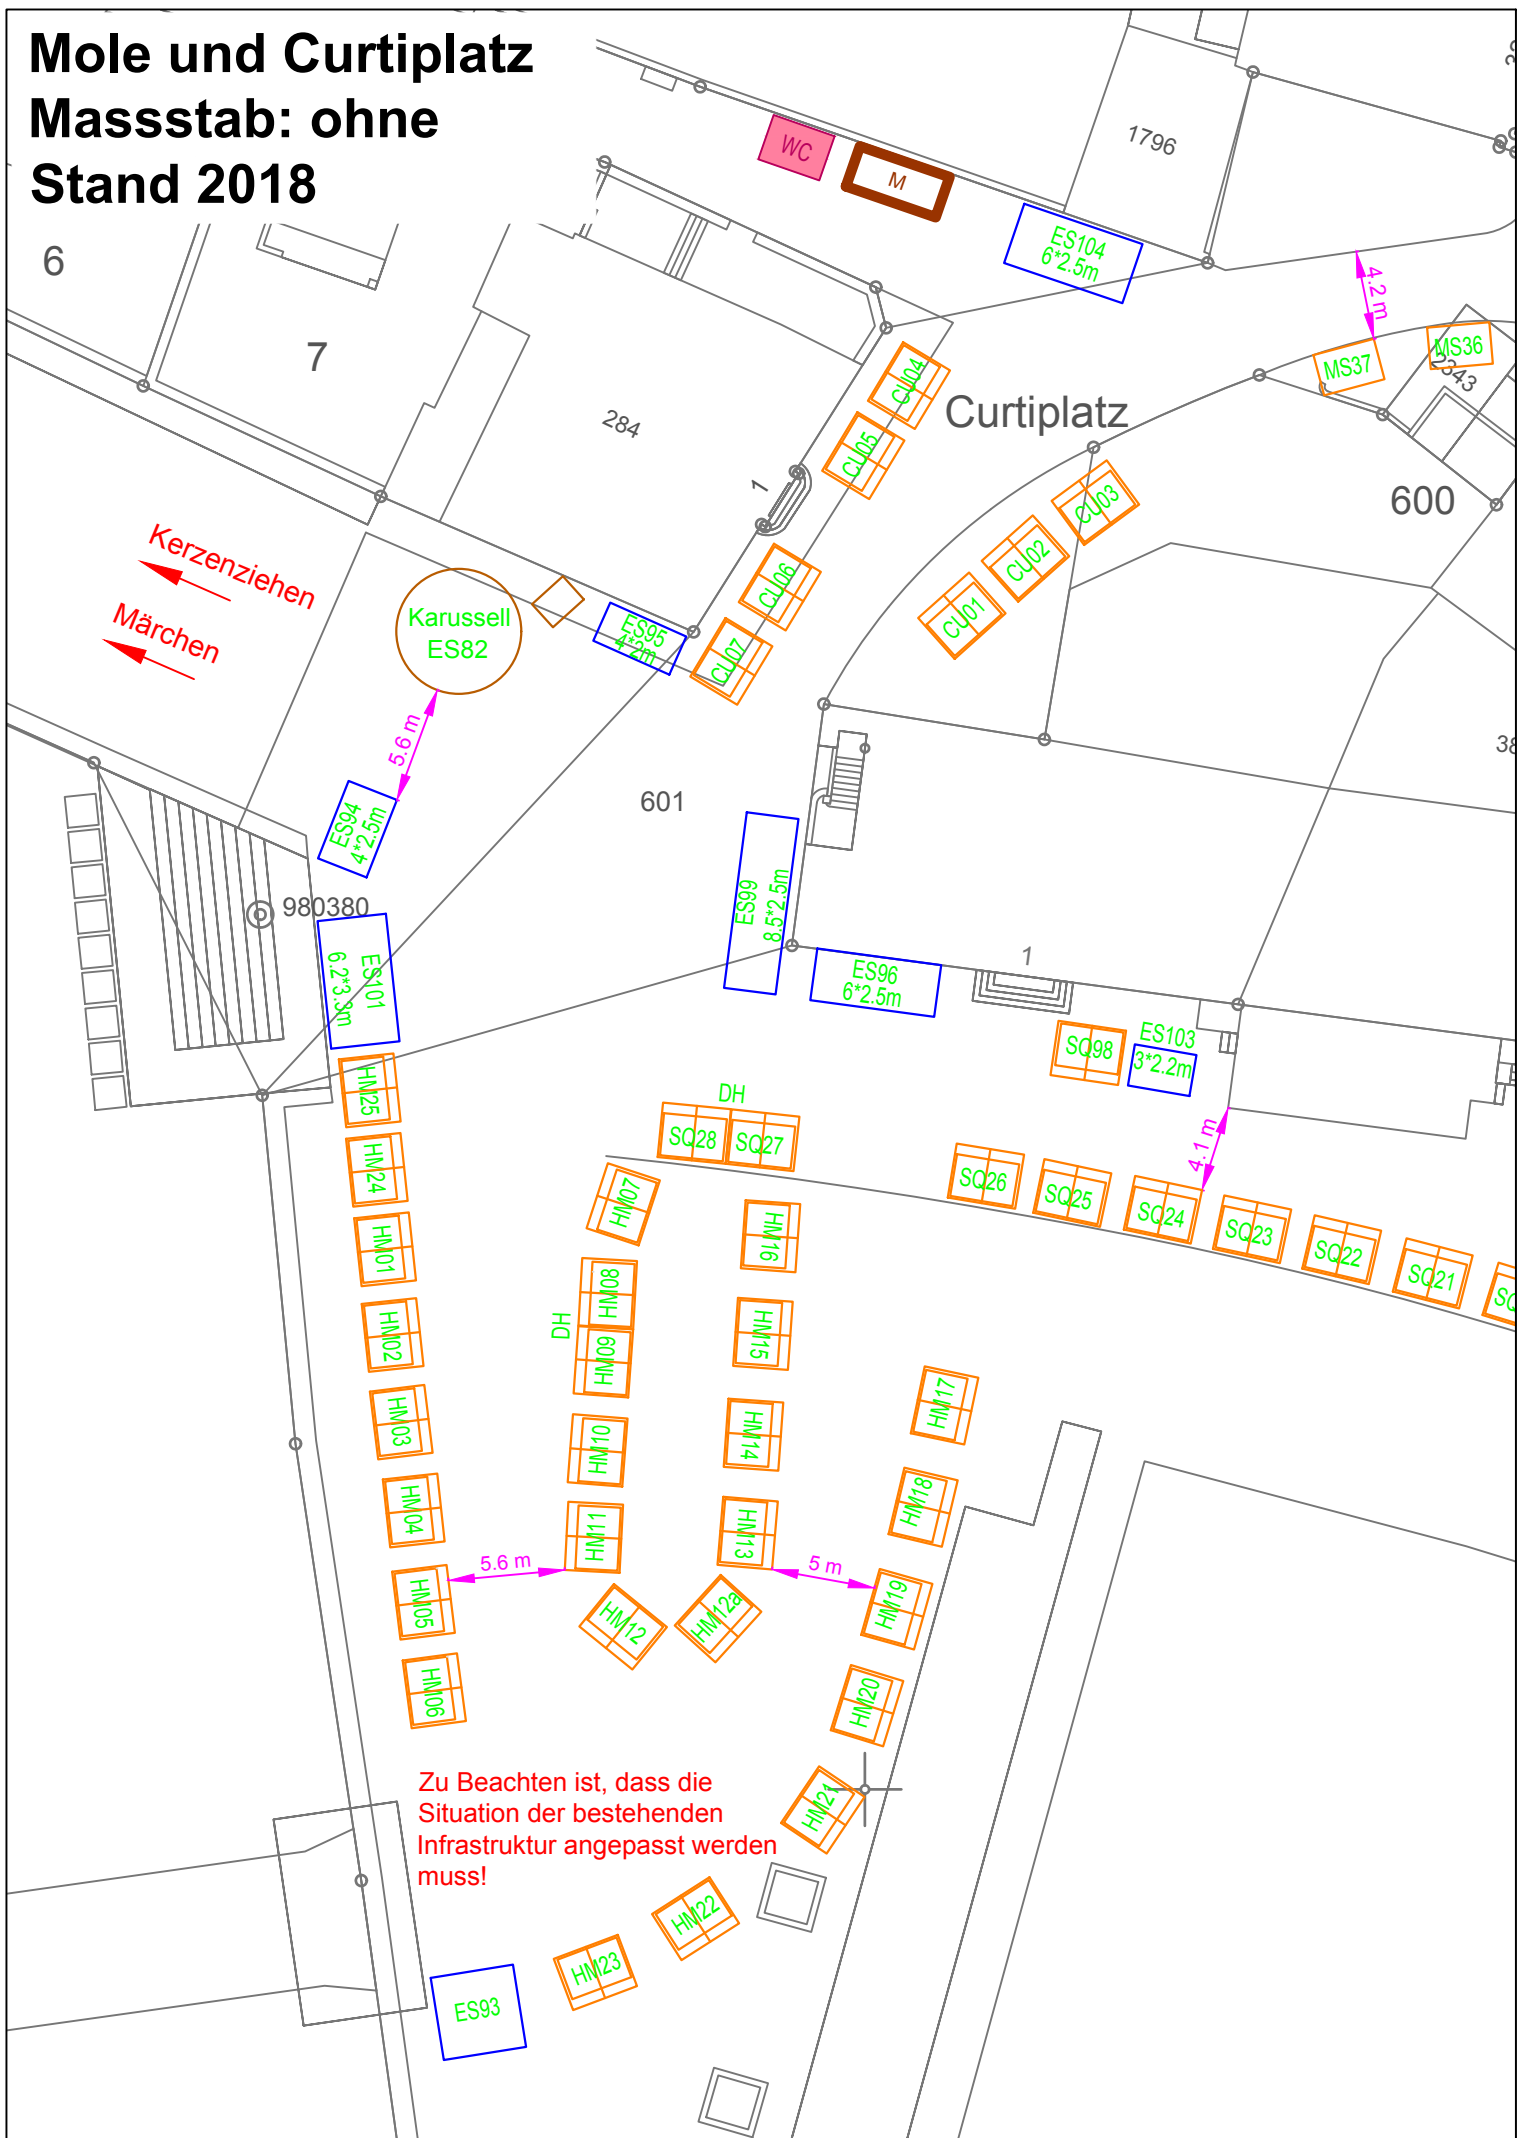 Mole und Curtiplatz
Massstab: ohne
Stand 2018
WC
M
1796
ES104
6*2.5m
4.2 m
MS37
MS36
2343
6
7
284
1
CU04
CU05
Curtiplatz
CU03
CU02
CU01
600
CU06
CU07
Kerzenziehen
Märchen
Karussell
ES82
ES95
4*2m
5.6 m
ES94
4*2.5m
601
38
ES99
8.5*2.5m
980380
ES101
6.2*3.3m
ES96
6*2.5m
1
SQ98
ES103
3*2.2m
4.1 m
DH
SQ28
SQ27
SQ26
SQ25
SQ24
SQ23
SQ22
SQ21
SQ
HM25
HM24
HM01
HM02
HM03
HM04
HM05
HM06
HM07
HM08
DH
HM09
HM10
HM11
HM12
HM16
HM15
HM14
HM13
HM12a
HM17
HM18
HM19
HM20
HM21
HM22
HM23
5.6 m
5 m
Zu Beachten ist, dass die
Situation der bestehenden
Infrastruktur angepasst werden
muss!
ES93